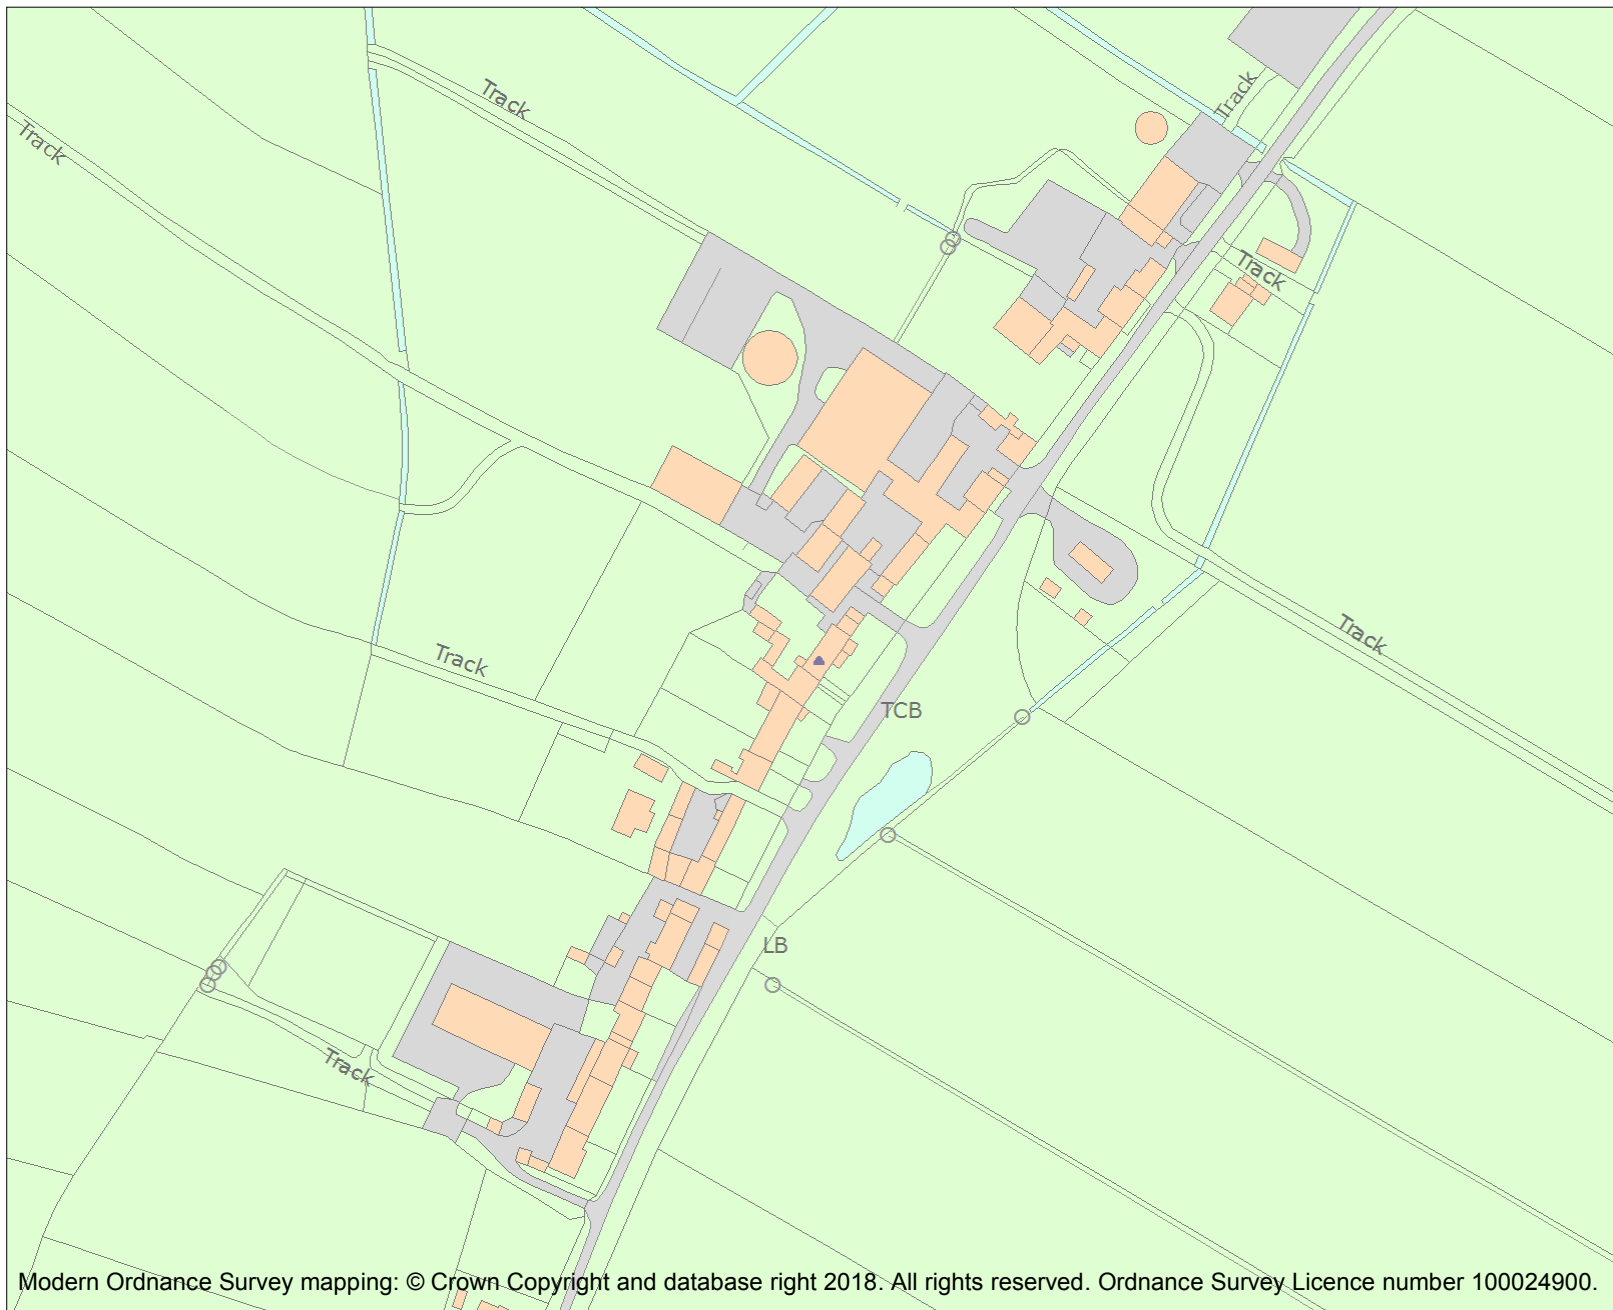 Track
Track
Track
Track
Track
Track
TCB
LB
Track
Modern Ordnance Survey mapping: © Crown Copyright and database right 2018. All rights reserved. Ordnance Survey Licence number 100024900.